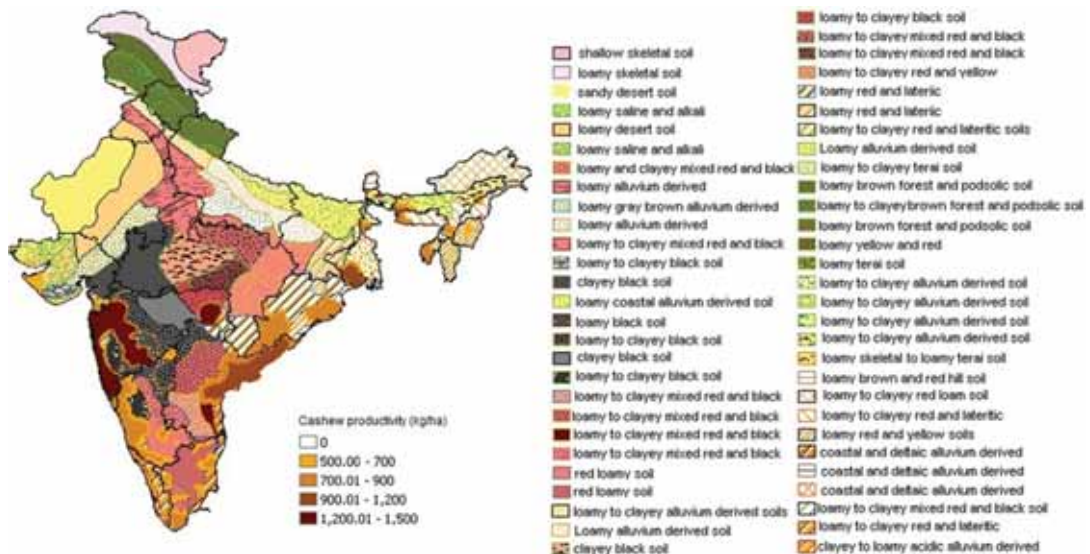 shallow skeletal soil
loamy skeletal soil
sandy desert soil
loamy saline and alkali
loamy desert soil
loamy saline and alkali
loamy and clayey mixed red and black
loamy alluvium derived
loamy gray brown alluvium derived
loamy alluvium derived
loamy to clayey mixed red and black
loamy to clayey black soil
clayey black soil
loamy coastal alluvium derived soil
loamy black soil
loamy to clayey black soil
clayey black soil
loamy to clayey black soil
loamy to clayey mixed red and black
loamy to clayey mixed red and black
loamy to clayey mixed red and black
loamy to clayey mixed red and black
red loamy soil
red loamy soil
loamy to clayey alluvium derived soils
Loamy alluvium derived soil
clayey black soil
loamy to clayey black soil
loamy to clayey mixed red and black
loamy to clayey mixed red and black
loamy to clayey red and yellow
loamy red and lateriic
loamy red and lateriic
loamy to clayey red and lateritic soils
Loamy alluvium derived soil
loamy to clayey terai soil
loamy brown forest and podsolic soil
loamy to clayey brown forest and podsolic soil
loamy brown forest and podsolic soil
loamy yellow and red
loamy terai soil
loamy to clayey alluvium derived soil
loamy to clayey alluvium derived soil
loamy to clayey alluvium derived soil
loamy to clayey alluvium derived soil
loamy skeletal to loamy terai soil
loamy brown and red hill soil
loamy to clayey red loam soil
loamy to clayey red and lateritic
loamy red and yellow soils
coastal and deltaic alluvium derived
coastal and deltaic alluvium derived
coastal and deltaic alluvium derived
loamy to clayey mixed red and black soil
loamy to clayey red and lateritic
clayey to loamy acidic alluvium derived
Cashew productivity (kg/ha)
0
500.00 - 700
700.01 - 900
900.01 - 1,200
1,200.01 - 1,500